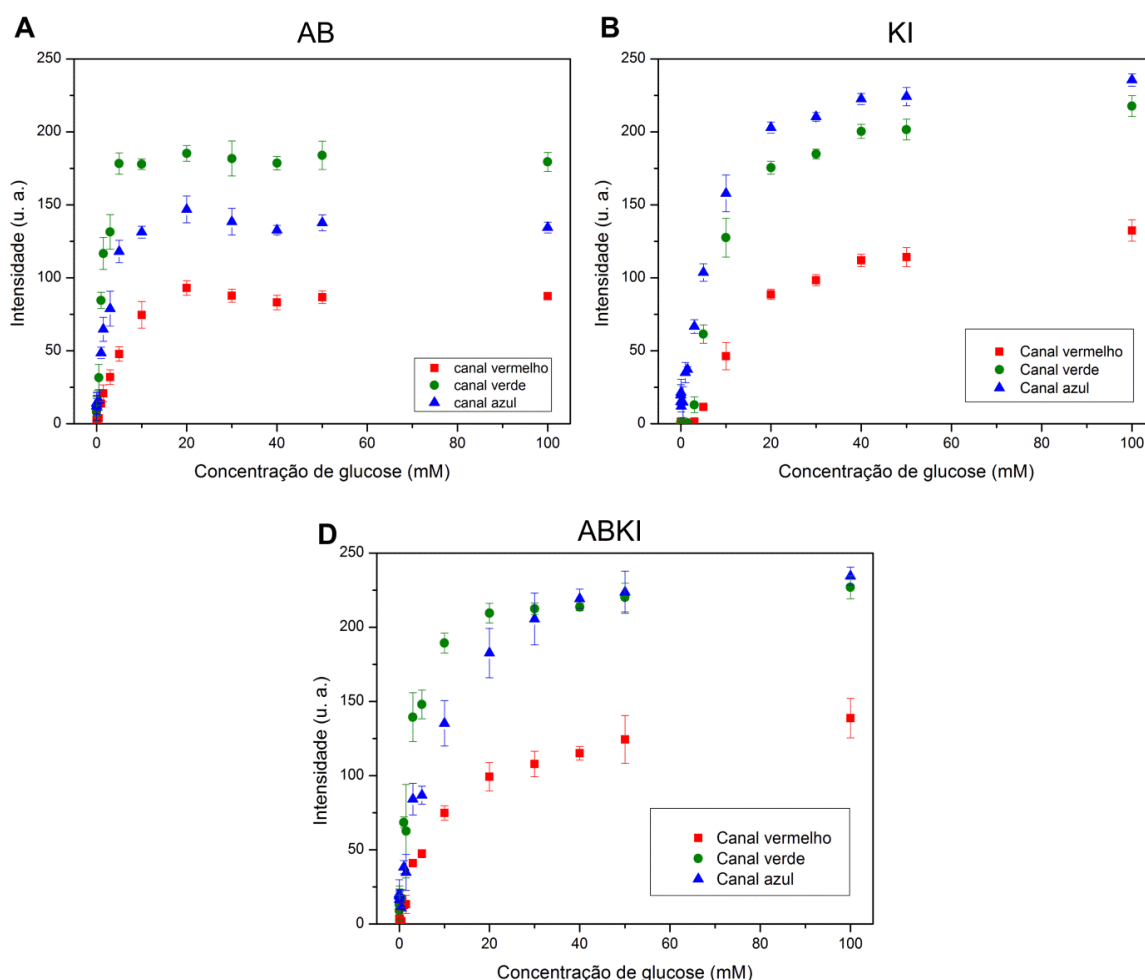 A
AB
250
200
150
100
50
0
Intensidade (u. a.)
0 20 40 60 80 100
Concentração de glucose (mM)
canal vermelho
canal verde
canal azul
B
KI
250
200
150
100
50
0
Intensidade (u. a.)
0 20 40 60 80 100
Concentração de glucose (mM)
Canal vermelho
Canal verde
Canal azul
D
ABKI
250
200
150
100
50
0
Intensidade (u. a.)
0 20 40 60 80 100
Concentração de glucose (mM)
Canal vermelho
Canal verde
Canal azul